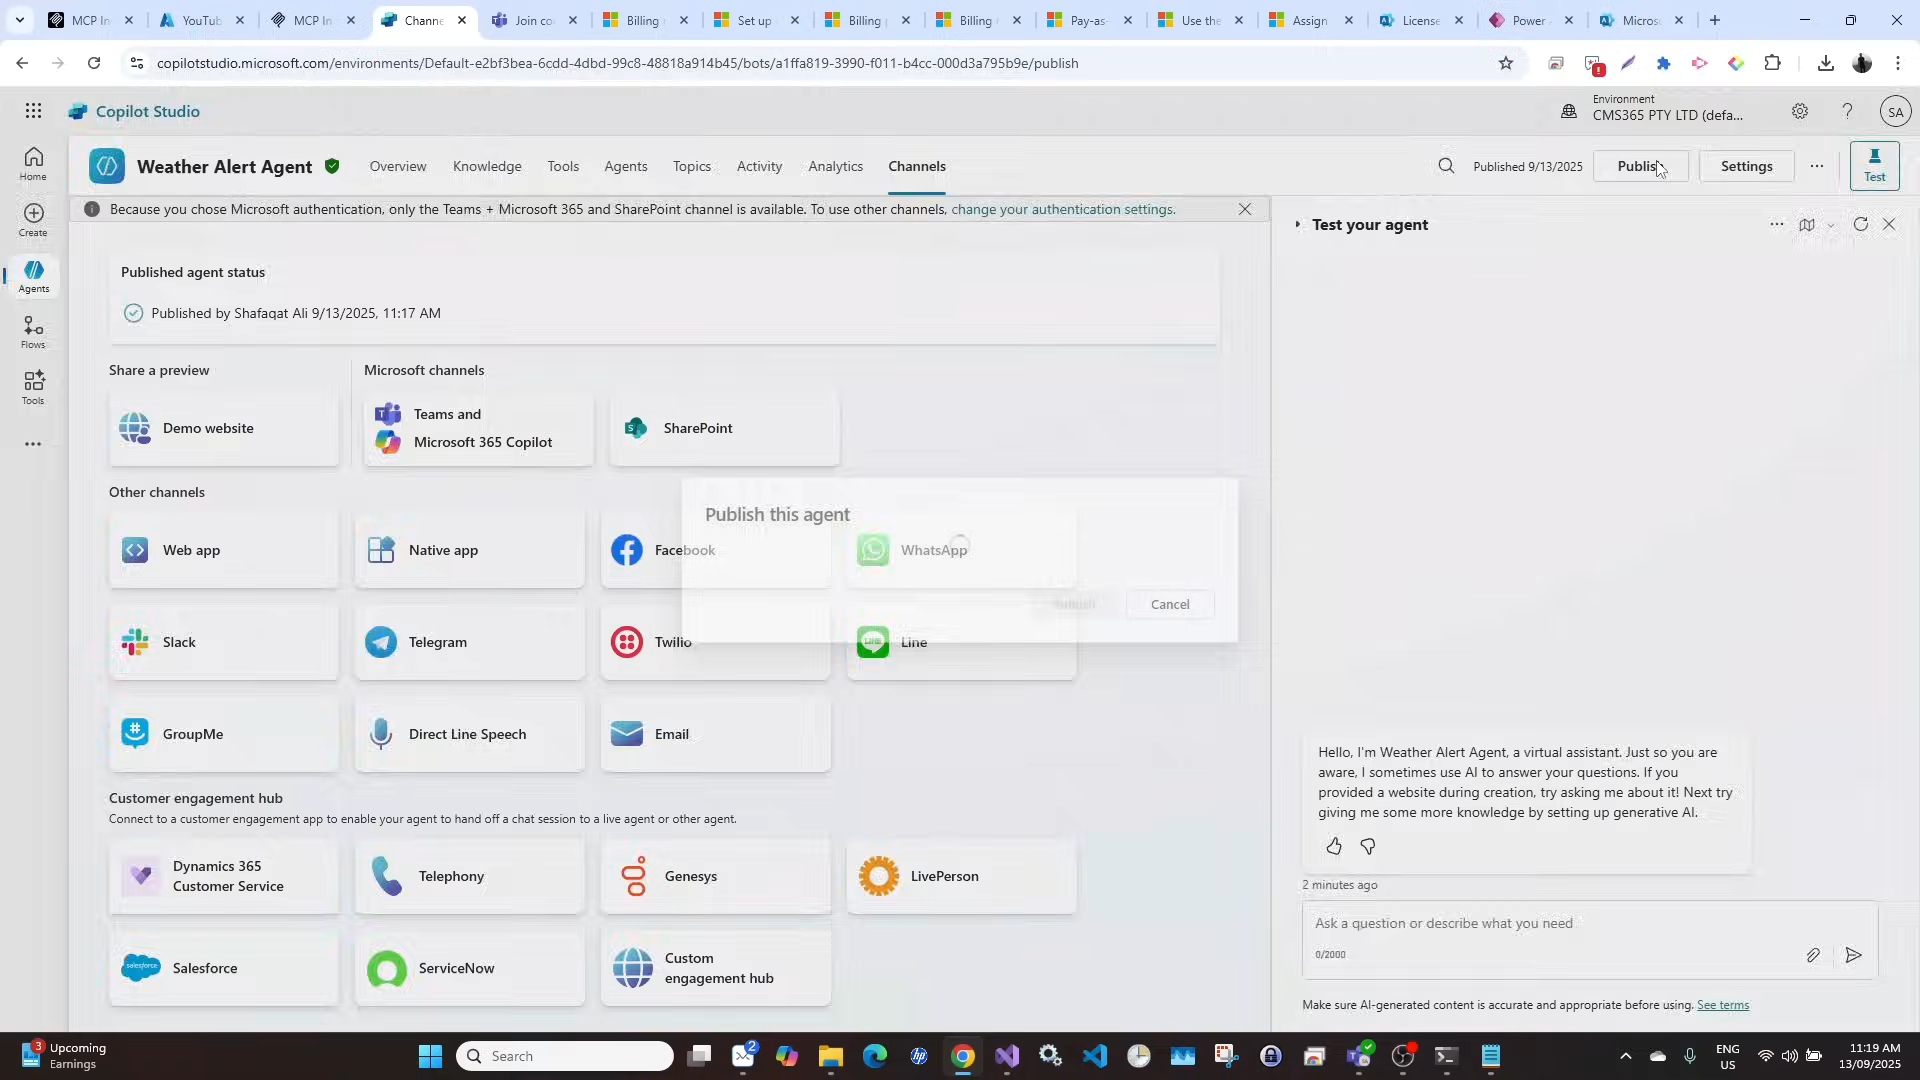 MCP In
YouTub
MCP In
Channe
Join co
Billing
Set up
Billing
Billing
Pay-as-
Use the
Assign
License
Power
Microso
copilotstudio.microsoft.com/environments/Default-e2bf3bea-6cdd-4dbd-99c8-48818a914b45/bots/a1ffa819-3990-f011-b4cc-000d3a795b9e/publish
Copilot Studio
Environment
CMS365 PTY LTD (defa...
SA
Weather Alert Agent
Overview
Knowledge
Tools
Agents
Topics
Activity
Analytics
Channels
Published 9/13/2025
Publish
Settings
Test
Home
Create
Agents
Flows
Tools
Because you chose Microsoft authentication, only the Teams + Microsoft 365 and SharePoint channel is available. To use other channels, change your authentication settings.
Published agent status
Published by Shafaqat Ali 9/13/2025, 11:17 AM
Share a preview
Microsoft channels
Demo website
Teams and
Microsoft 365 Copilot
SharePoint
Other channels
Web app
Native app
Facebook
WhatsApp
Slack
Telegram
Twilio
Line
LINE
GroupMe
Direct Line Speech
Email
Publish this agent
Publish
Cancel
Customer engagement hub
Connect to a customer engagement app to enable your agent to hand off a chat session to a live agent or other agent.
Dynamics 365
Customer Service
Telephony
Genesys
LivePerson
salesforce
Salesforce
ServiceNow
Custom
engagement hub
Test your agent
Hello, I'm Weather Alert Agent, a virtual assistant. Just so you are
aware, I sometimes use AI to answer your questions. If you
provided a website during creation, try asking me about it! Next try
giving me some more knowledge by setting up generative AI.
2 minutes ago
Ask a question or describe what you need
0/2000
Make sure AI-generated content is accurate and appropriate before using. See terms
3
Upcoming
Earnings
Search
2
ENG
US
11:19 AM
13/09/2025